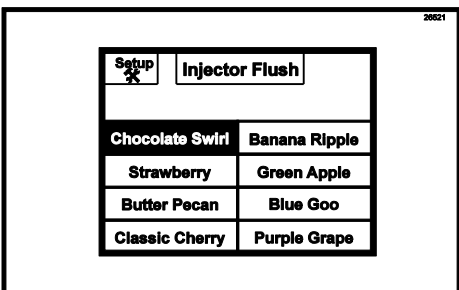 26521
Setup
Injector Flush
Chocolate Swirl Banana Ripple
Strawberry Green Apple
Butter Pecan Blue Goo
Classic Cherry Purple Grape